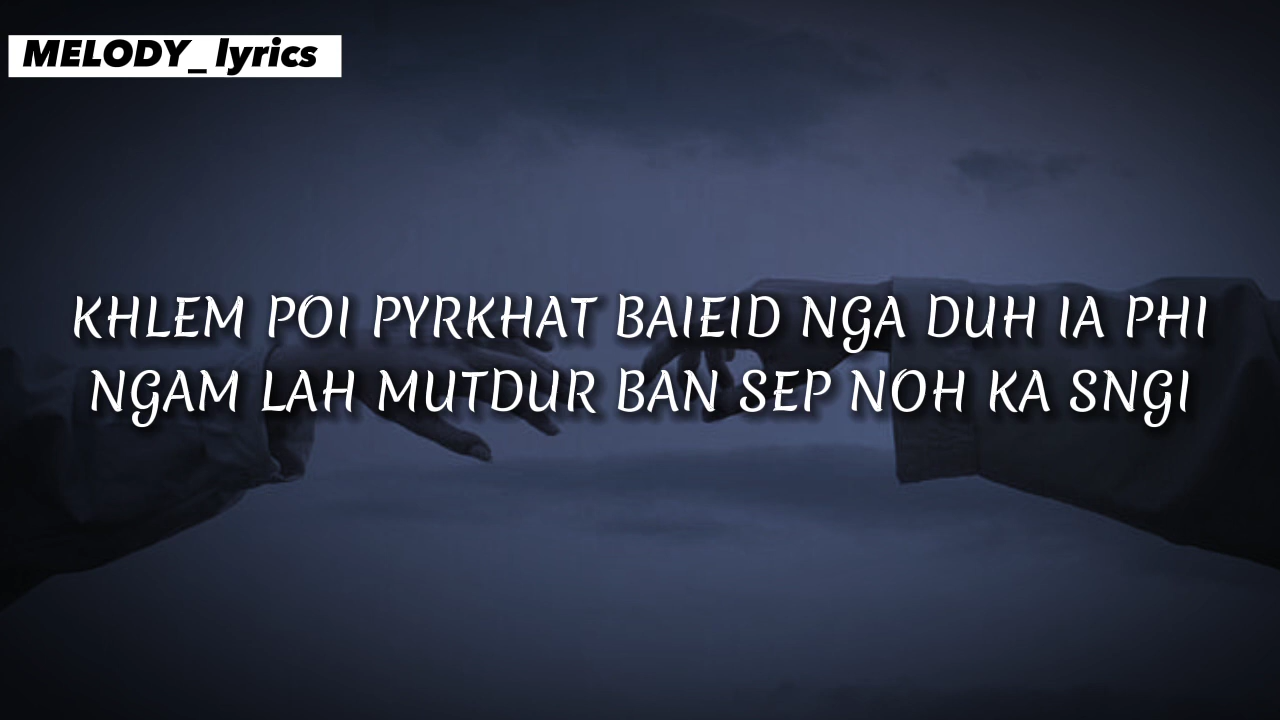 MELODY_ lyrics
KHLEM POI PYRKHAT BAIEID NGA DUH IA PHI
NGAM LAH MUTDUR BAN SEP NOH KA SNGI